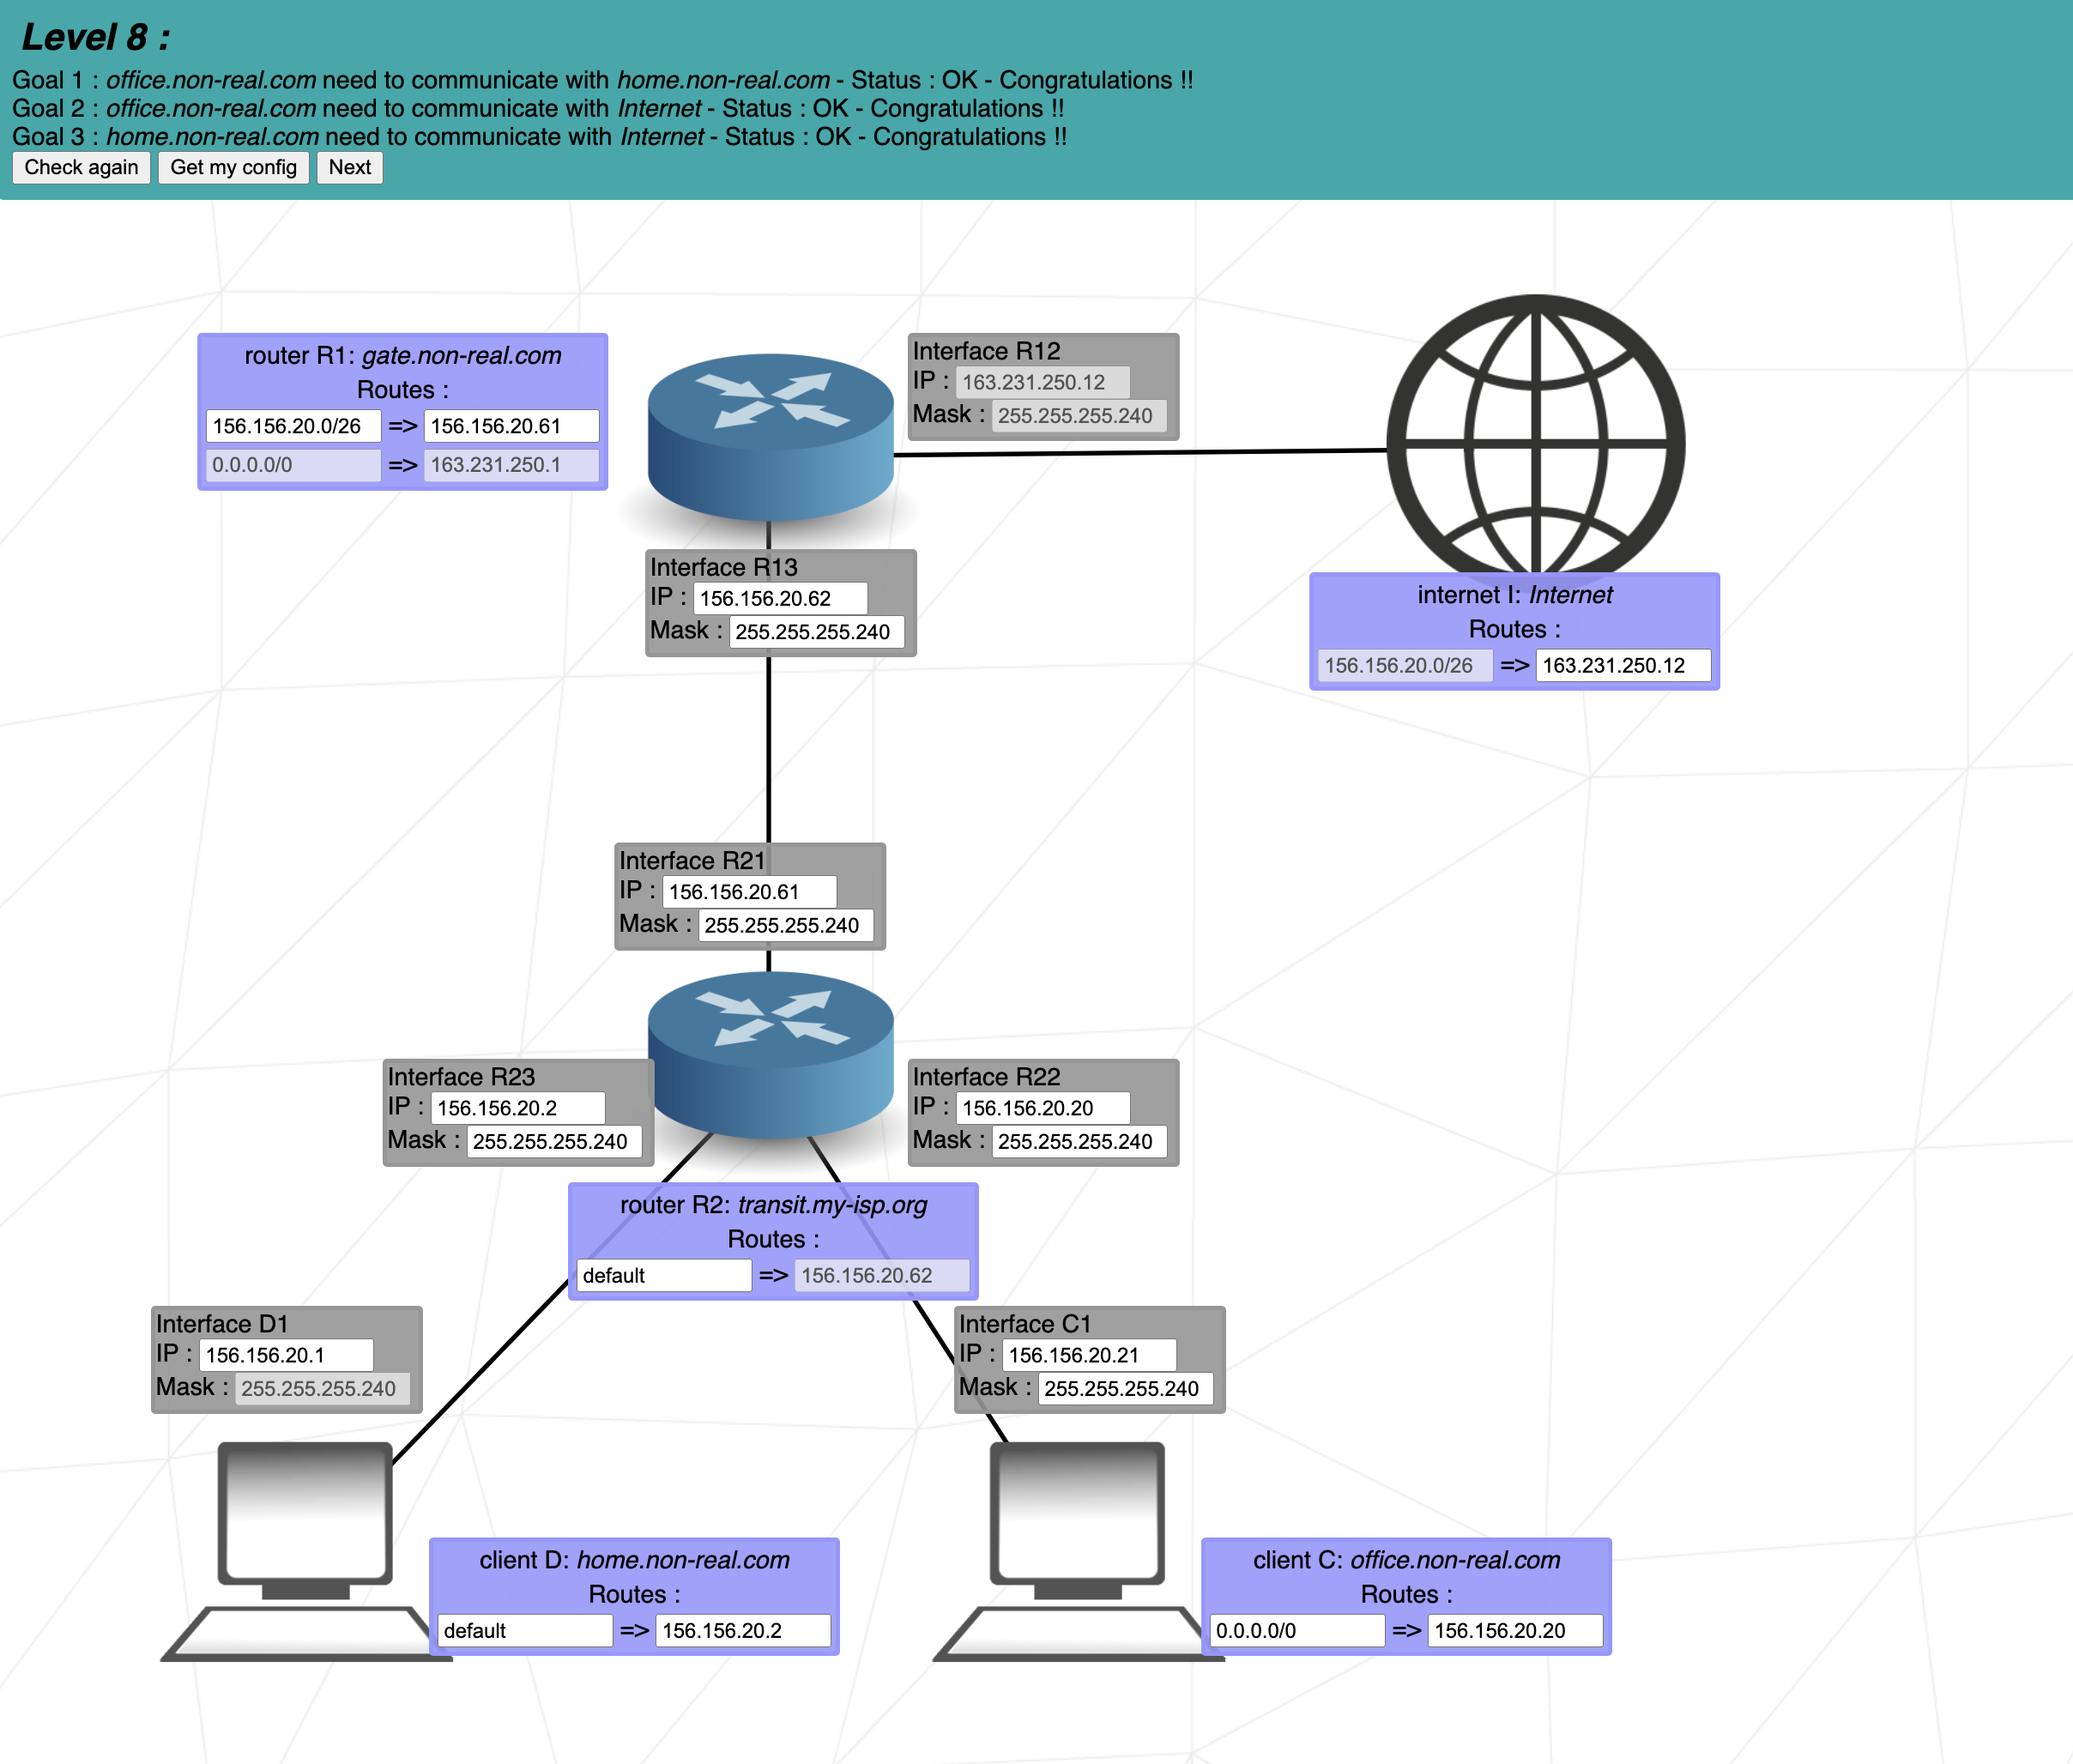 Level 8 :
Goal 1 : office.non-real.com need to communicate with home.non-real.com - Status : OK - Congratulations !!
Goal 2 : office.non-real.com need to communicate with Internet - Status : OK - Congratulations !!
Goal 3 : home.non-real.com need to communicate with Internet - Status : OK - Congratulations !!
Check again Get my config Next
router R1: gate.non-real.com
Routes :
156.156.20.0/26 => 156.156.20.61
0.0.0.0/0 => 163.231.250.1
Interface R12
IP : 163.231.250.12
Mask : 255.255.255.240
Interface R13
IP : 156.156.20.62
Mask : 255.255.255.240
internet I: Internet
Routes :
156.156.20.0/26 => 163.231.250.12
Interface R21
IP : 156.156.20.61
Mask : 255.255.255.240
Interface R23
IP : 156.156.20.2
Mask : 255.255.255.240
Interface R22
IP : 156.156.20.20
Mask : 255.255.255.240
router R2: transit.my-isp.org
Routes :
default => 156.156.20.62
Interface D1
IP : 156.156.20.1
Mask : 255.255.255.240
Interface C1
IP : 156.156.20.21
Mask : 255.255.255.240
client D: home.non-real.com
Routes :
default => 156.156.20.2
client C: office.non-real.com
Routes :
0.0.0.0/0 => 156.156.20.20